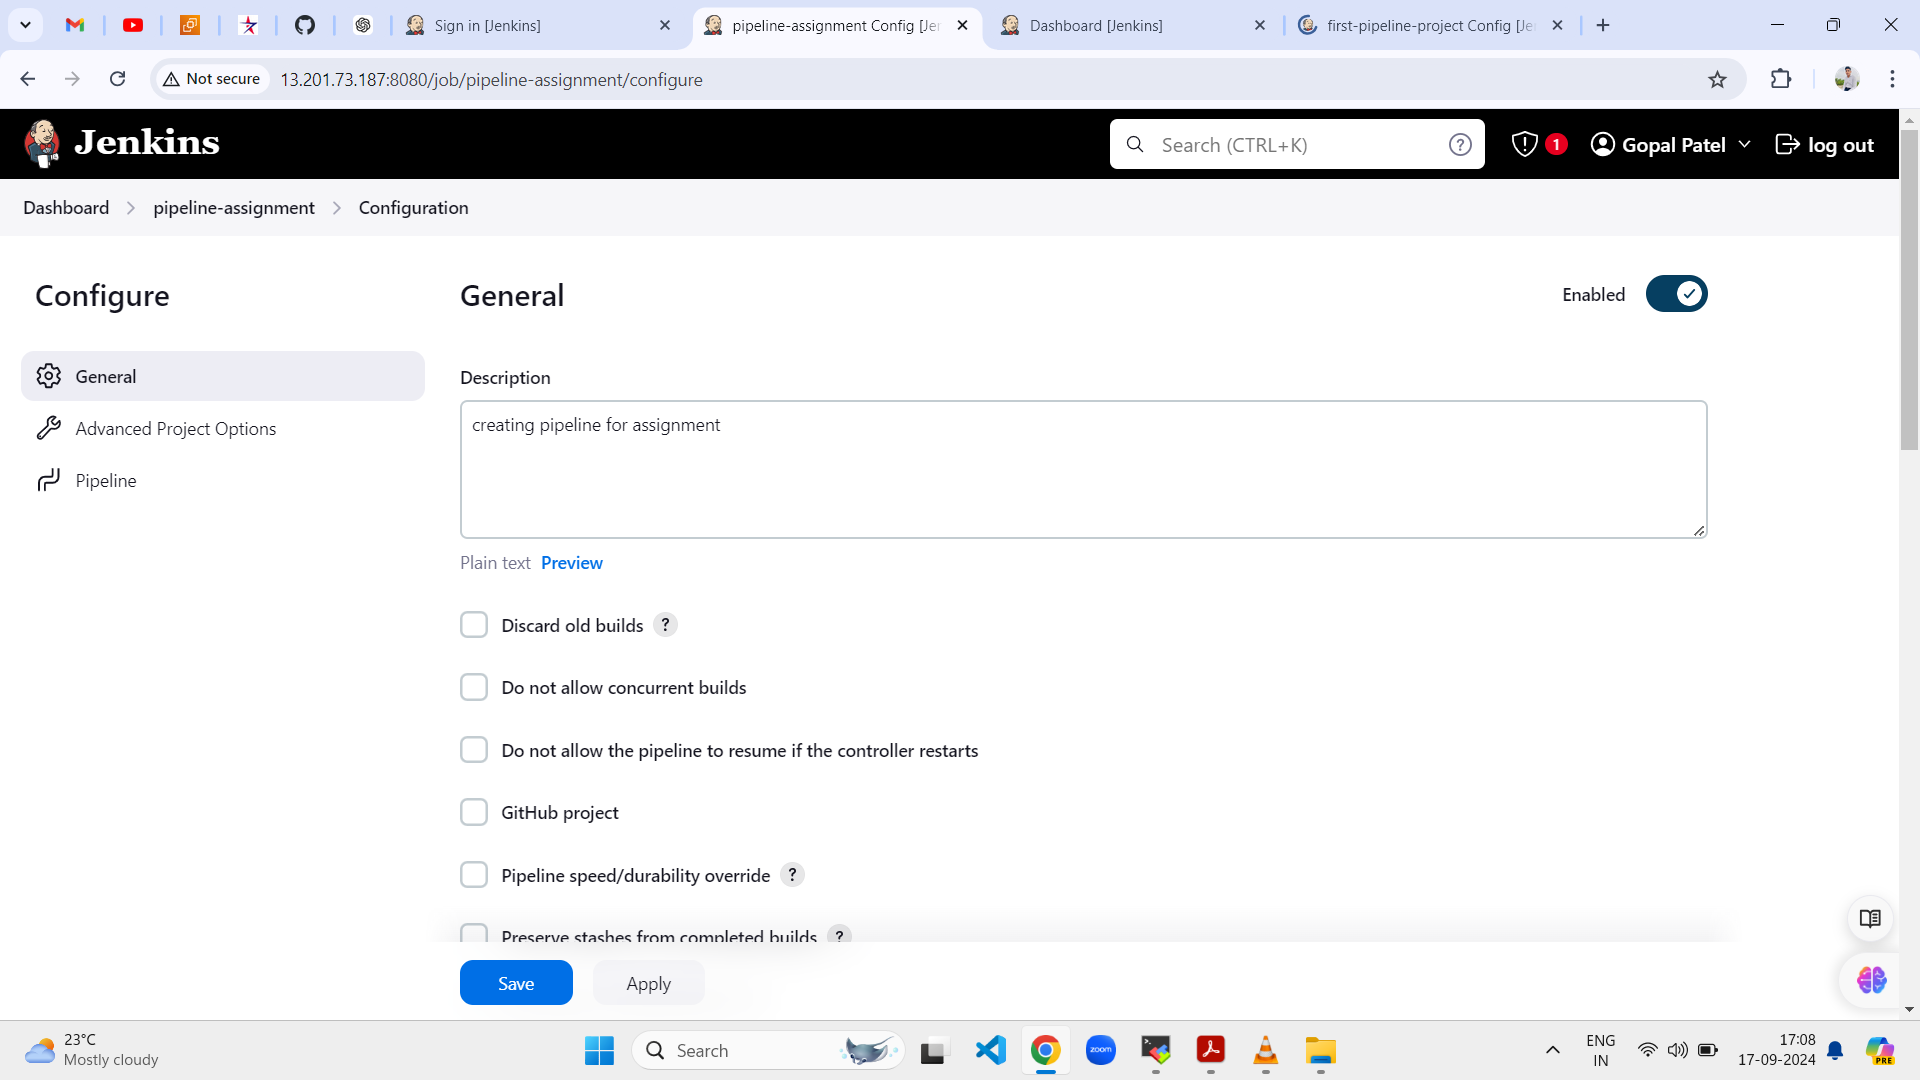 Sign in [Jenkins]
pipeline-assignment Config [Jen
Dashboard [Jenkins]
first-pipeline-project Config [Je
Not secure
13.201.73.187:8080/job/pipeline-assignment/configure
Jenkins
Search (CTRL+K)
?
1
Gopal Patel
log out
Dashboard
pipeline-assignment
Configuration
Configure
General
Enabled
General
Advanced Project Options
Pipeline
Description
creating pipeline for assignment
Plain text Preview
Discard old builds ?
Do not allow concurrent builds
Do not allow the pipeline to resume if the controller restarts
GitHub project
Pipeline speed/durability override ?
Preserve stashes from completed builds ?
Save
Apply
23°C
Mostly cloudy
Search
zoom
ENG
IN
17:08
17-09-2024
PRE